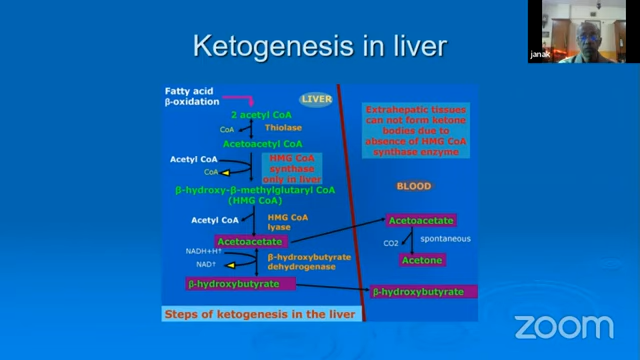 Ketogenesis in liver
janak
Fatty acid
β-oxidation
LIVER
2 acetyl CoA
CoA
Thiolase
Acetoacetyl CoA
Acetyl CoA
CoA
HMG CoA
synthase
only in liver
β-hydroxy-β-methylglutaryl CoA
(HMG CoA)
Acetyl CoA
HMG CoA
lyase
Acetoacetate
NADH+H↑
NAD↑
β-hydroxybutyrate
dehydrogenase
β-hydroxybutyrate
Extrahepatic tissues
can not form ketone
bodies due to
absence of HMG CoA
synthase enzyme
BLOOD
Acetoacetate
CO2
spontaneous
Acetone
β-hydroxybutyrate
Steps of ketogenesis in the liver
zoom